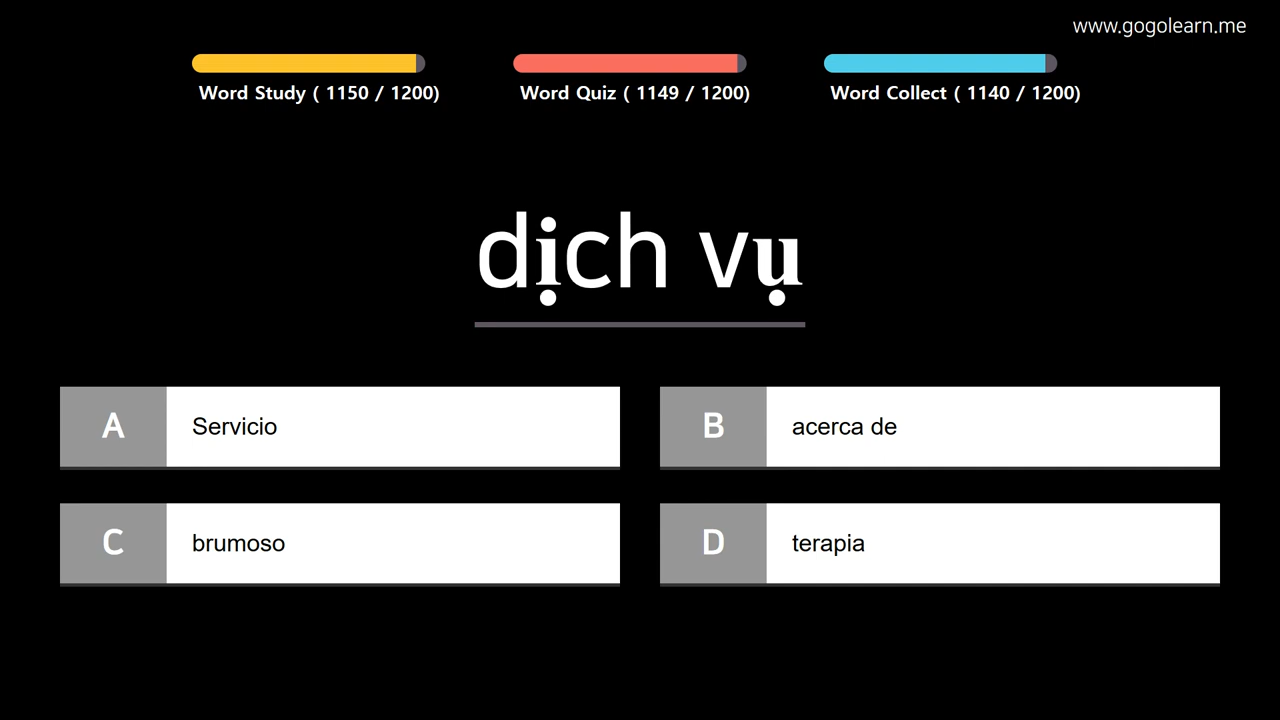 www.gogolearn.me
Word Study ( 1150 / 1200)
Word Quiz ( 1149 / 1200)
Word Collect ( 1140 / 1200)
dịch vụ
A Servicio
B acerca de
C brumoso
D terapia